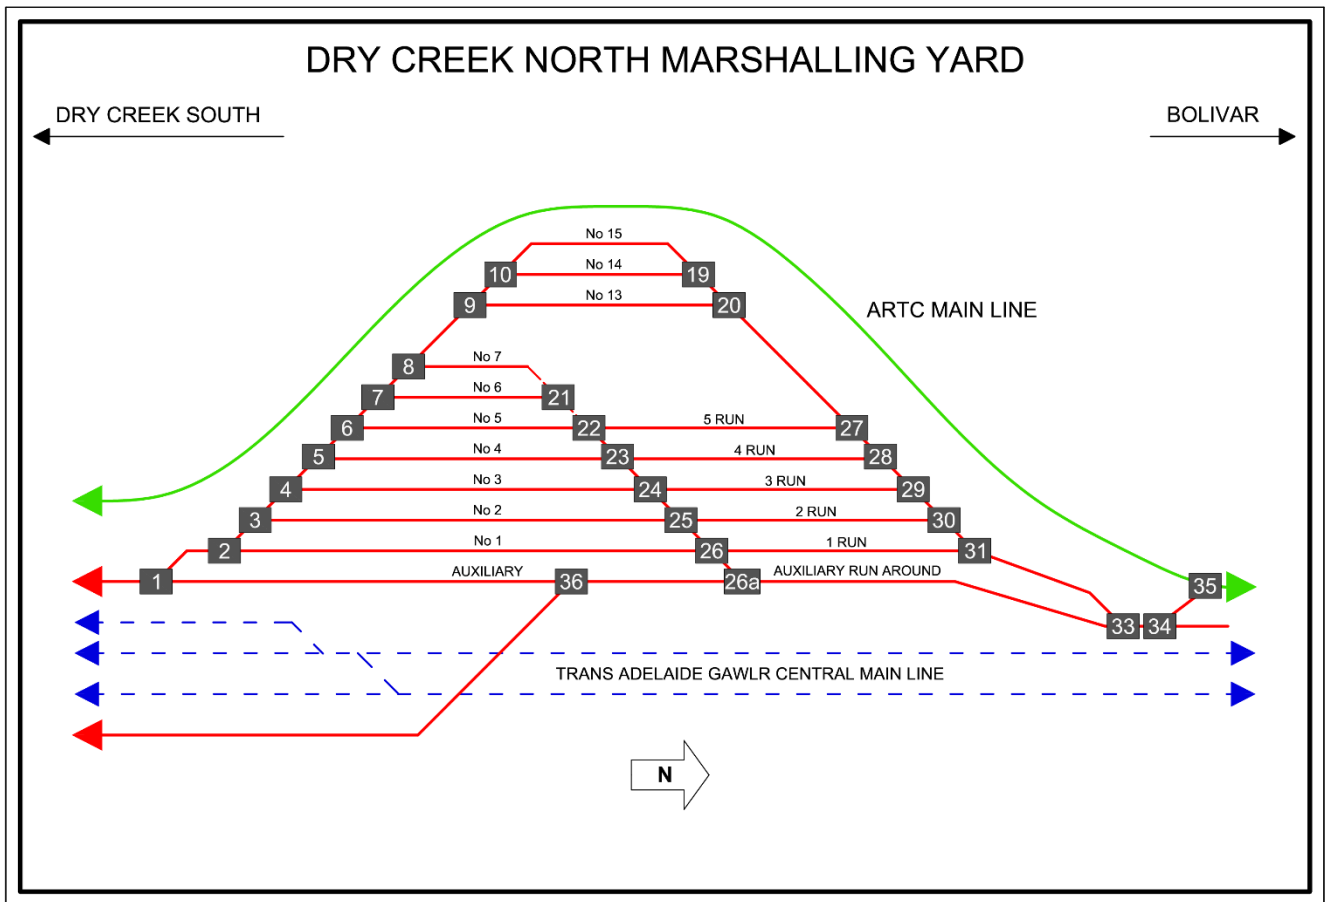 DRY CREEK NORTH MARSHALLING YARD
DRY CREEK SOUTH
BOLIVAR
No 15
10
No 14
19
9
No 13
20
ARTC MAIN LINE
8
No 7
7
No 6
21
6
No 5
22
5 RUN
27
5
No 4
23
4 RUN
28
4
No 3
24
3 RUN
29
3
No 2
25
2 RUN
30
2
No 1
26
1 RUN
31
1
AUXILIARY
36
26a
AUXILIARY RUN AROUND
35
33
34
TRANS ADELAIDE GAWLR CENTRAL MAIN LINE
N